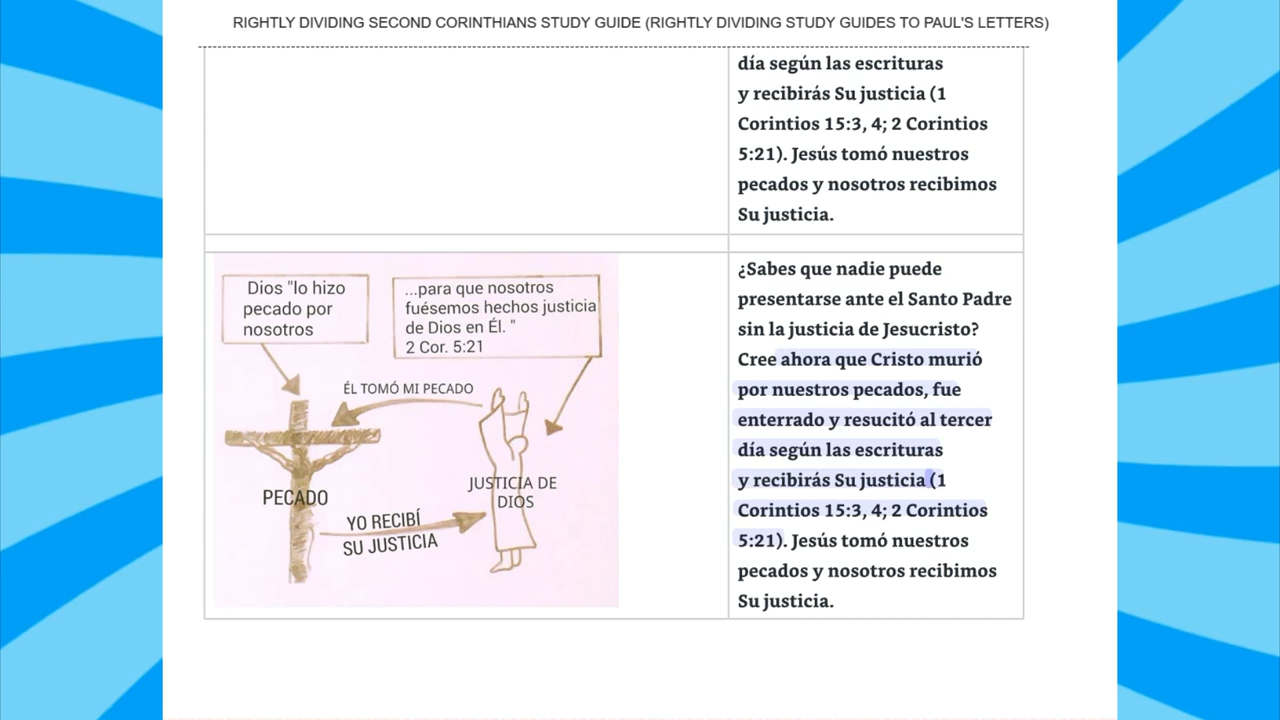 RIGHTLY DIVIDING SECOND CORINTHIANS STUDY GUIDE (RIGHTLY DIVIDING STUDY GUIDES TO PAUL'S LETTERS)
día según las escrituras
y recibirás Su justicia (1
Corintios 15:3, 4; 2 Corintios
5:21). Jesús tomó nuestros
pecados y nosotros recibimos
Su justicia.
Dios "lo hizo
pecado por
nosotros
...para que nosotros
fuésemos hechos justicia
de Dios en Él. "
2 Cor. 5:21
ÉL TOMÓ MI PECADO
PECADO
JUSTICIA DE
DIOS
YO RECIBÍ
SU JUSTICIA
¿Sabes que nadie puede
presentarse ante el Santo Padre
sin la justicia de Jesucristo?
Cree ahora que Cristo murió
por nuestros pecados, fue
enterrado y resucitó al tercer
día según las escrituras
y recibirás Su justicia (1
Corintios 15:3, 4; 2 Corintios
5:21). Jesús tomó nuestros
pecados y nosotros recibimos
Su justicia.